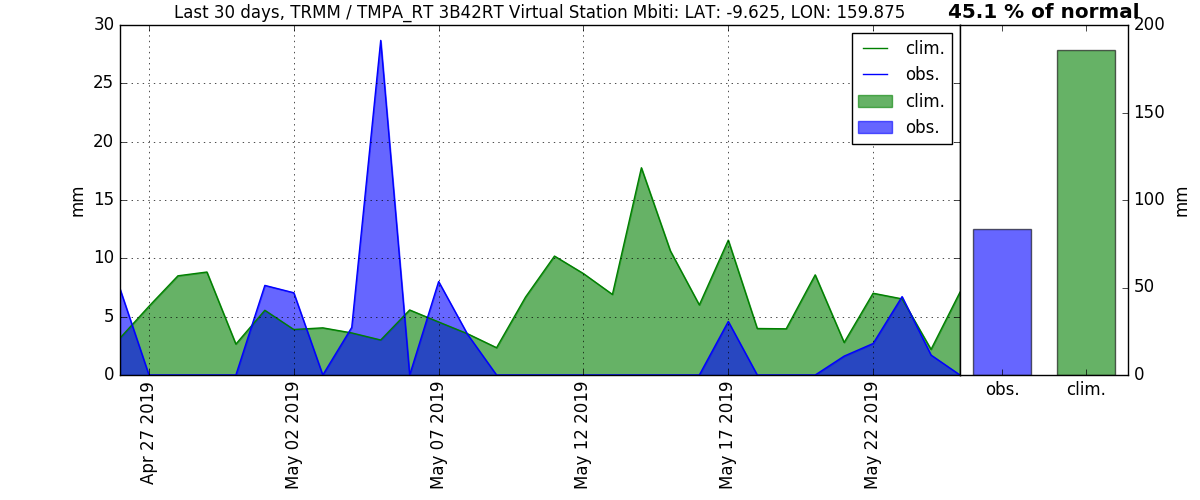 Last 30 days, TRMM / TMPA_RT 3B42RT Virtual Station Mbiti: LAT: -9.625, LON: 159.875
45.1 % of normal
30
25
20
15
10
5
0
mm
clim.
obs.
clim.
obs.
Apr 27 2019
May 02 2019
May 07 2019
May 12 2019
May 17 2019
May 22 2019
200
150
100
50
0
mm
obs.
clim.